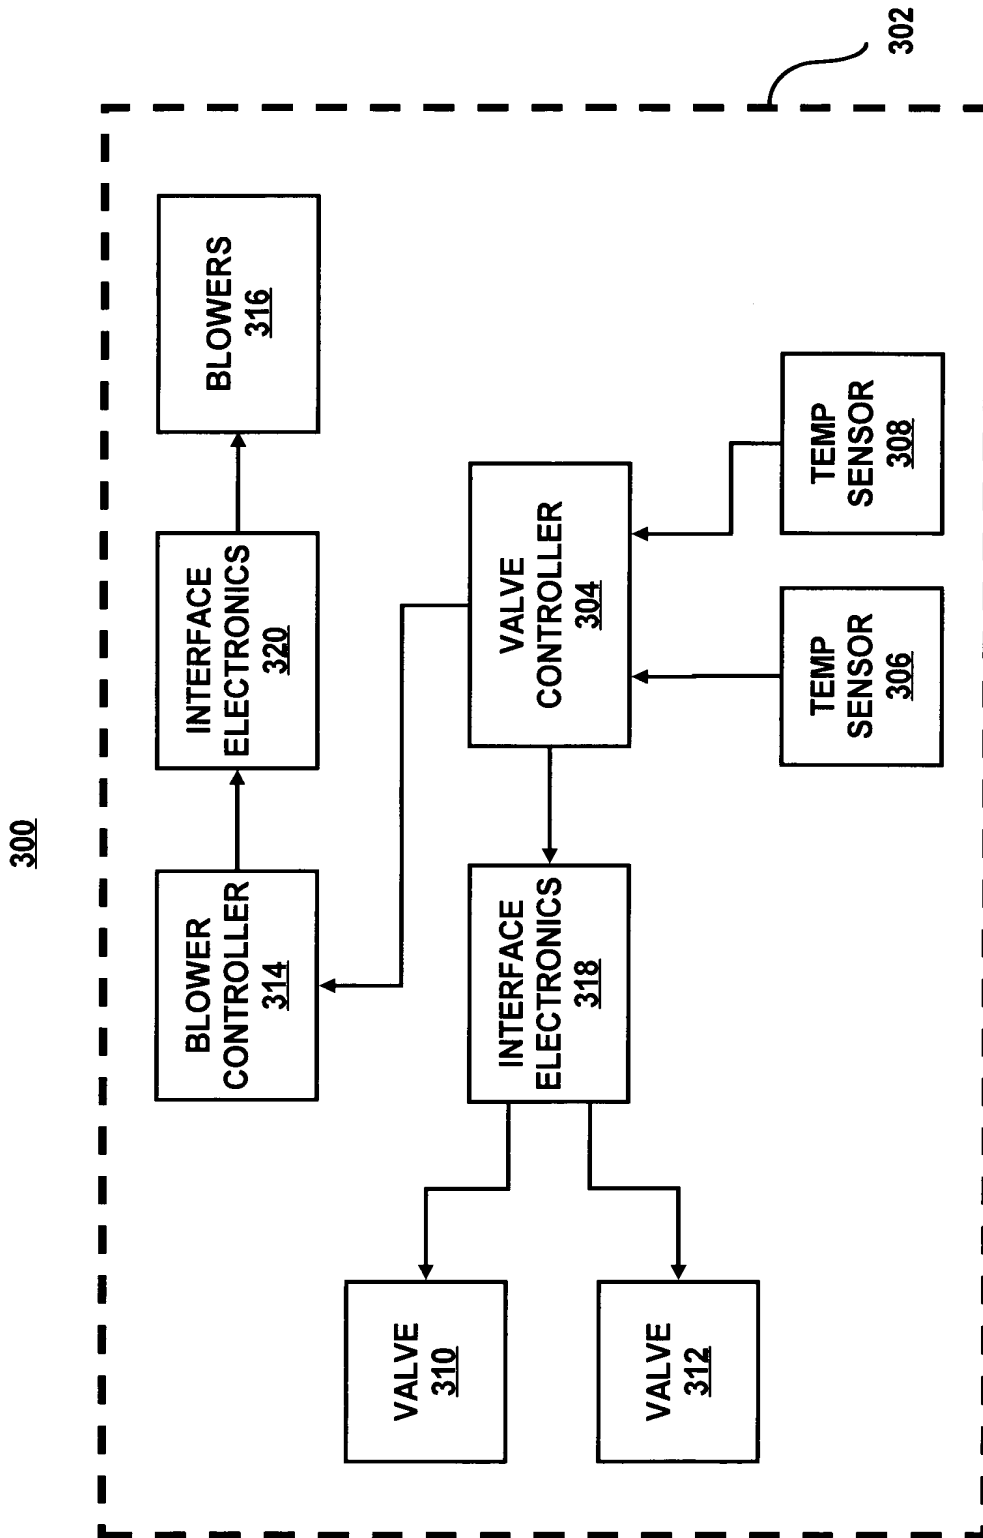 300
302
BLOWER
CONTROLLER
314
INTERFACE
ELECTRONICS
320
BLOWERS
316
VALVE
310
VALVE
312
INTERFACE
ELECTRONICS
318
VALVE
CONTROLLER
304
TEMP
SENSOR
306
TEMP
SENSOR
308